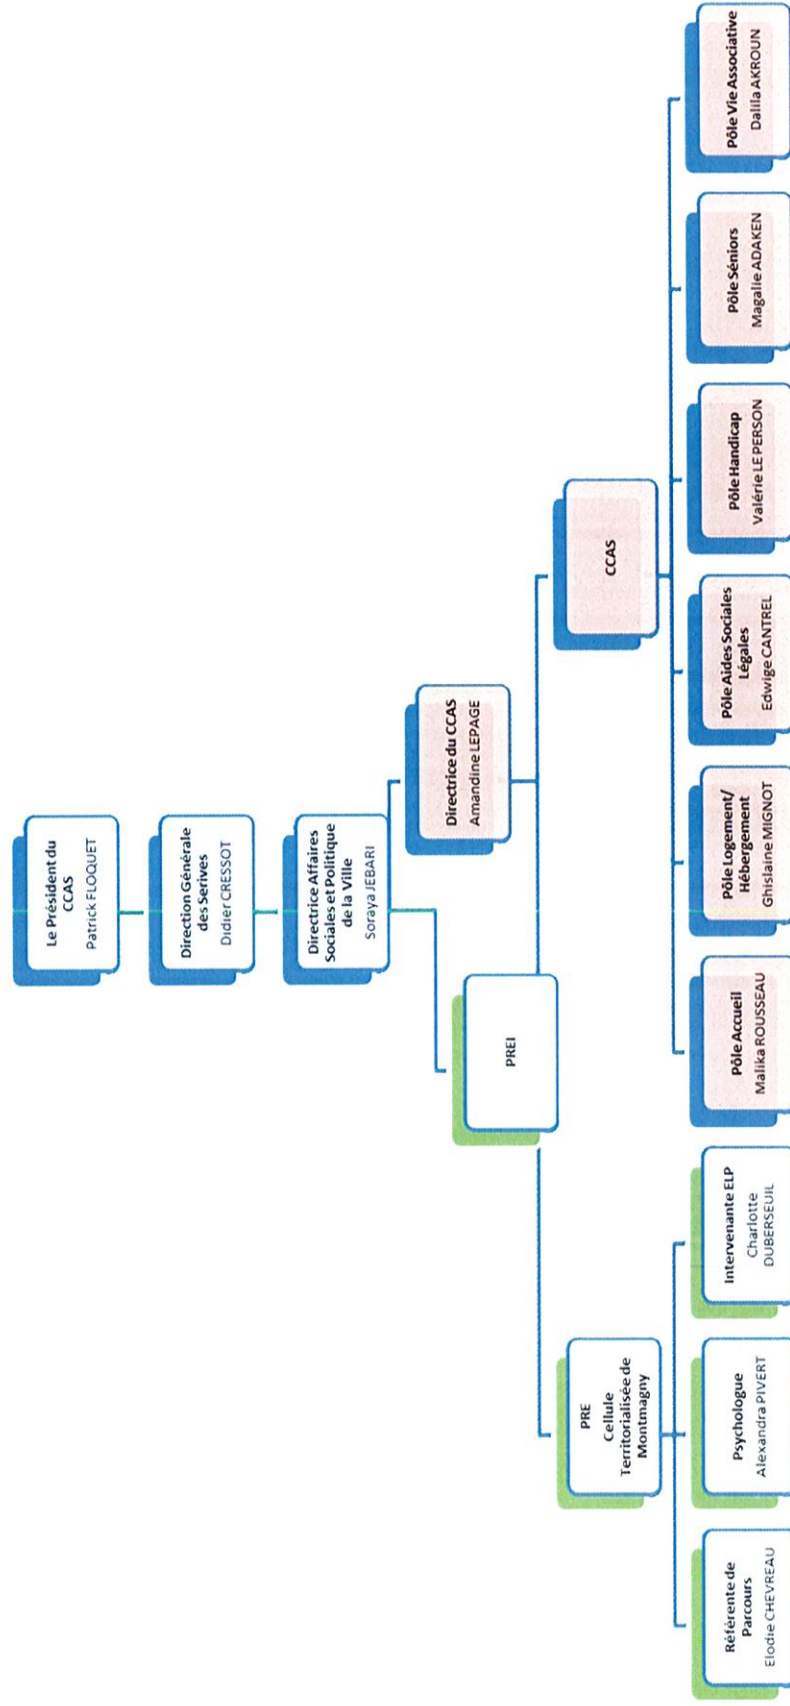 Le Président du
CCAS
Patrick FLOQUET
Direction Générale
des Serives
Didier CRESSOT
Directrice Affaires
Sociales et Politique
de la Ville
Soraya JEBARI
Directrice du CCAS
Amandine LEPAGE
PREI
CCAS
PRE
Cellule
Territorialisée de
Montmagny
Référente de
Parcours
Elodie CHEVREAU
Psychologue
Alexandra PIVERT
Intervenante ELP
Charlotte
DUBERSEUIL
Pôle Accueil
Malika ROUSSEAU
Pôle Logement/
Hébergement
Ghislaine MIGNOT
Pôle Aides Sociales
Légales
Edwige CANTREL
Pôle Handicap
Valérie LE PERSON
Pôle Séniors
Magalie ADAKEN
Pôle Vie Associative
Dalila AKROUN